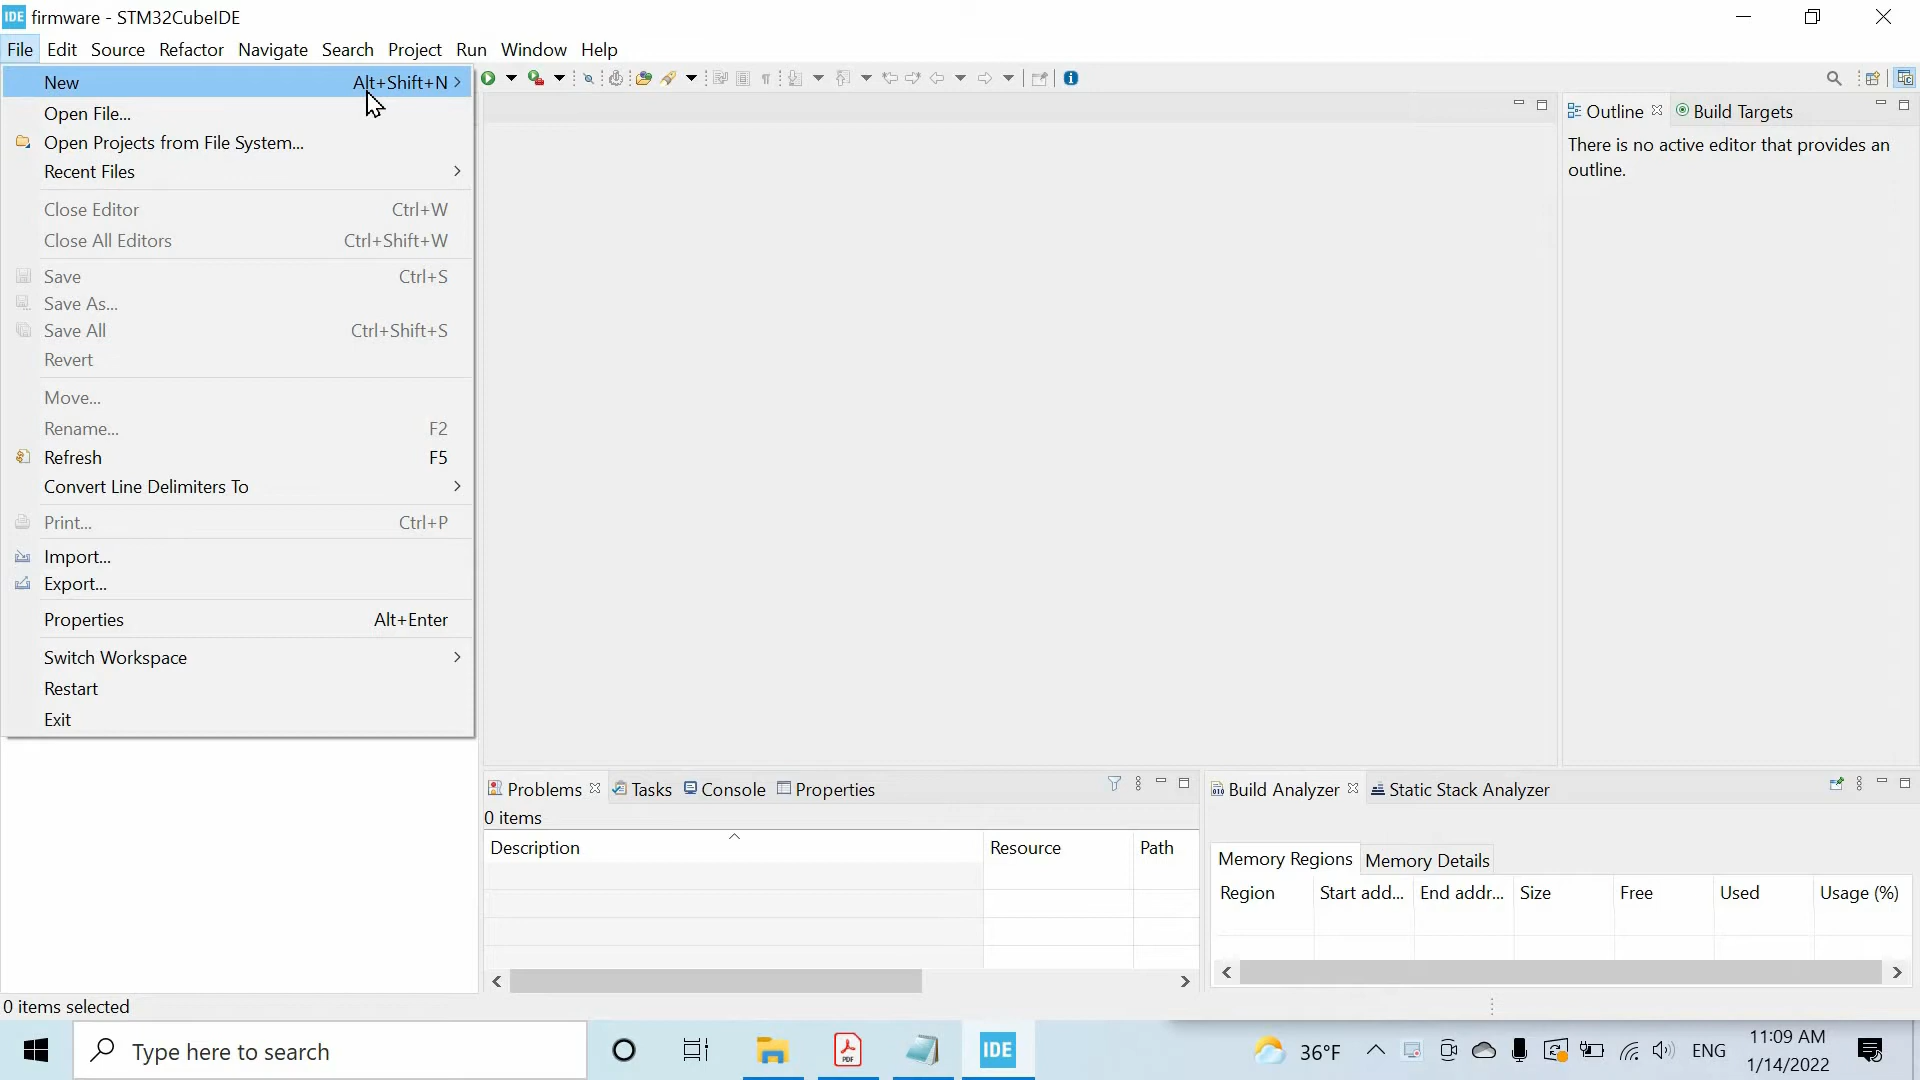 IDE firmware - STM32CubeIDE
File Edit Source Refactor Navigate Search Project Run Window Help
New Alt+Shift+N
Open File...
Open Projects from File System...
Recent Files
Close Editor Ctrl+W
Close All Editors Ctrl+Shift+W
Save Ctrl+S
Save As...
Save All Ctrl+Shift+S
Revert
Move...
Rename... F2
Refresh F5
Convert Line Delimiters To
Print... Ctrl+P
Import...
Export...
Properties Alt+Enter
Switch Workspace
Restart
Exit
Outline Build Targets
There is no active editor that provides an
outline.
Problems Tasks Console Properties
0 items
Description Resource Path
Build Analyzer Static Stack Analyzer
Memory Regions Memory Details
Region Start add... End addr... Size Free Used Usage (%)
0 items selected
Type here to search
PDF
IDE
36°F
ENG
11:09 AM
1/14/2022